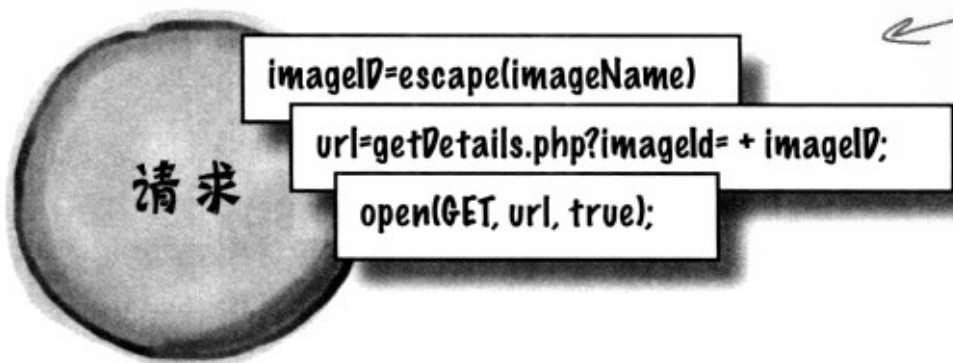 imageID=escape(imageName)
url=getDetails.php?imageId= + imageID;
请求
open(GET, url, true);